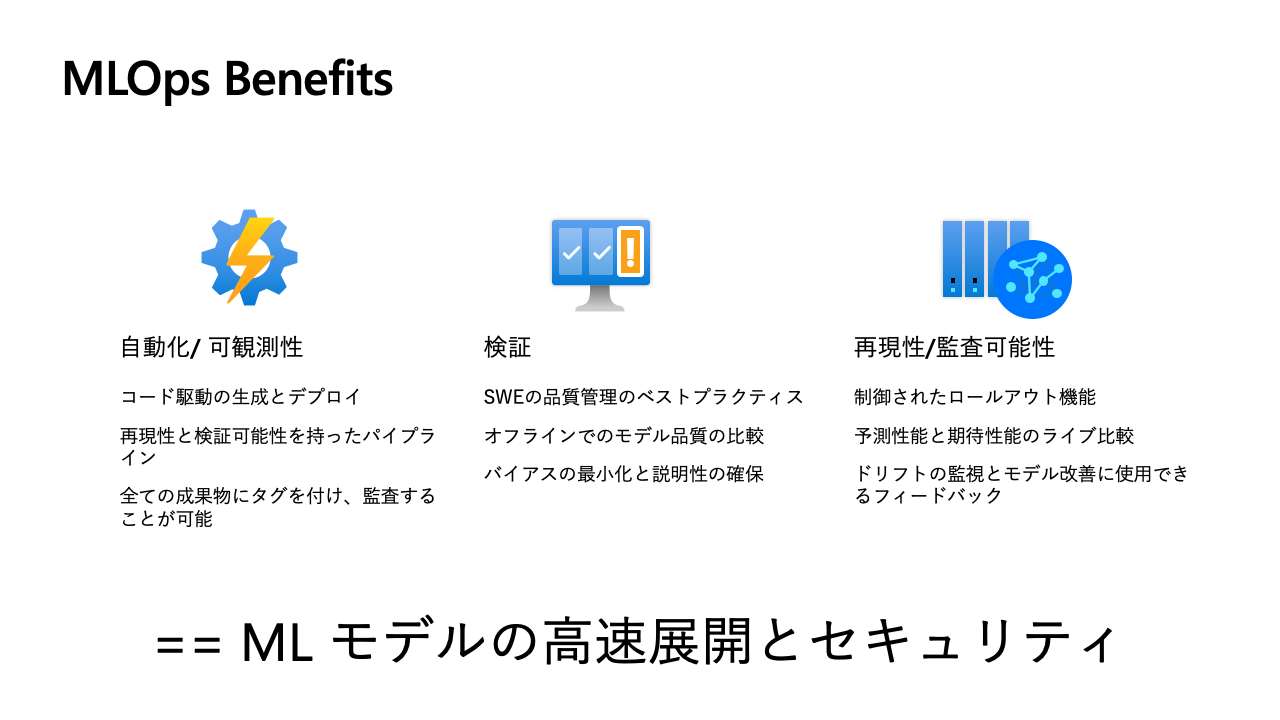 MLOps Benefits
自動化/ 可観測性
コード駆動の生成とデプロイ
再現性と検証可能性を持ったパイプラ
イン
全ての成果物にタグを付け、監査する
ことが可能
検証
SWEの品質管理のベストプラクティス
オフラインでのモデル品質の比較
バイアスの最小化と説明性の確保
再現性/監査可能性
制御されたロールアウト機能
予測性能と期待性能のライブ比較
ドリフトの監視とモデル改善に使用でき
るフィードバック
== ML モデルの高速展開とセキュリティ